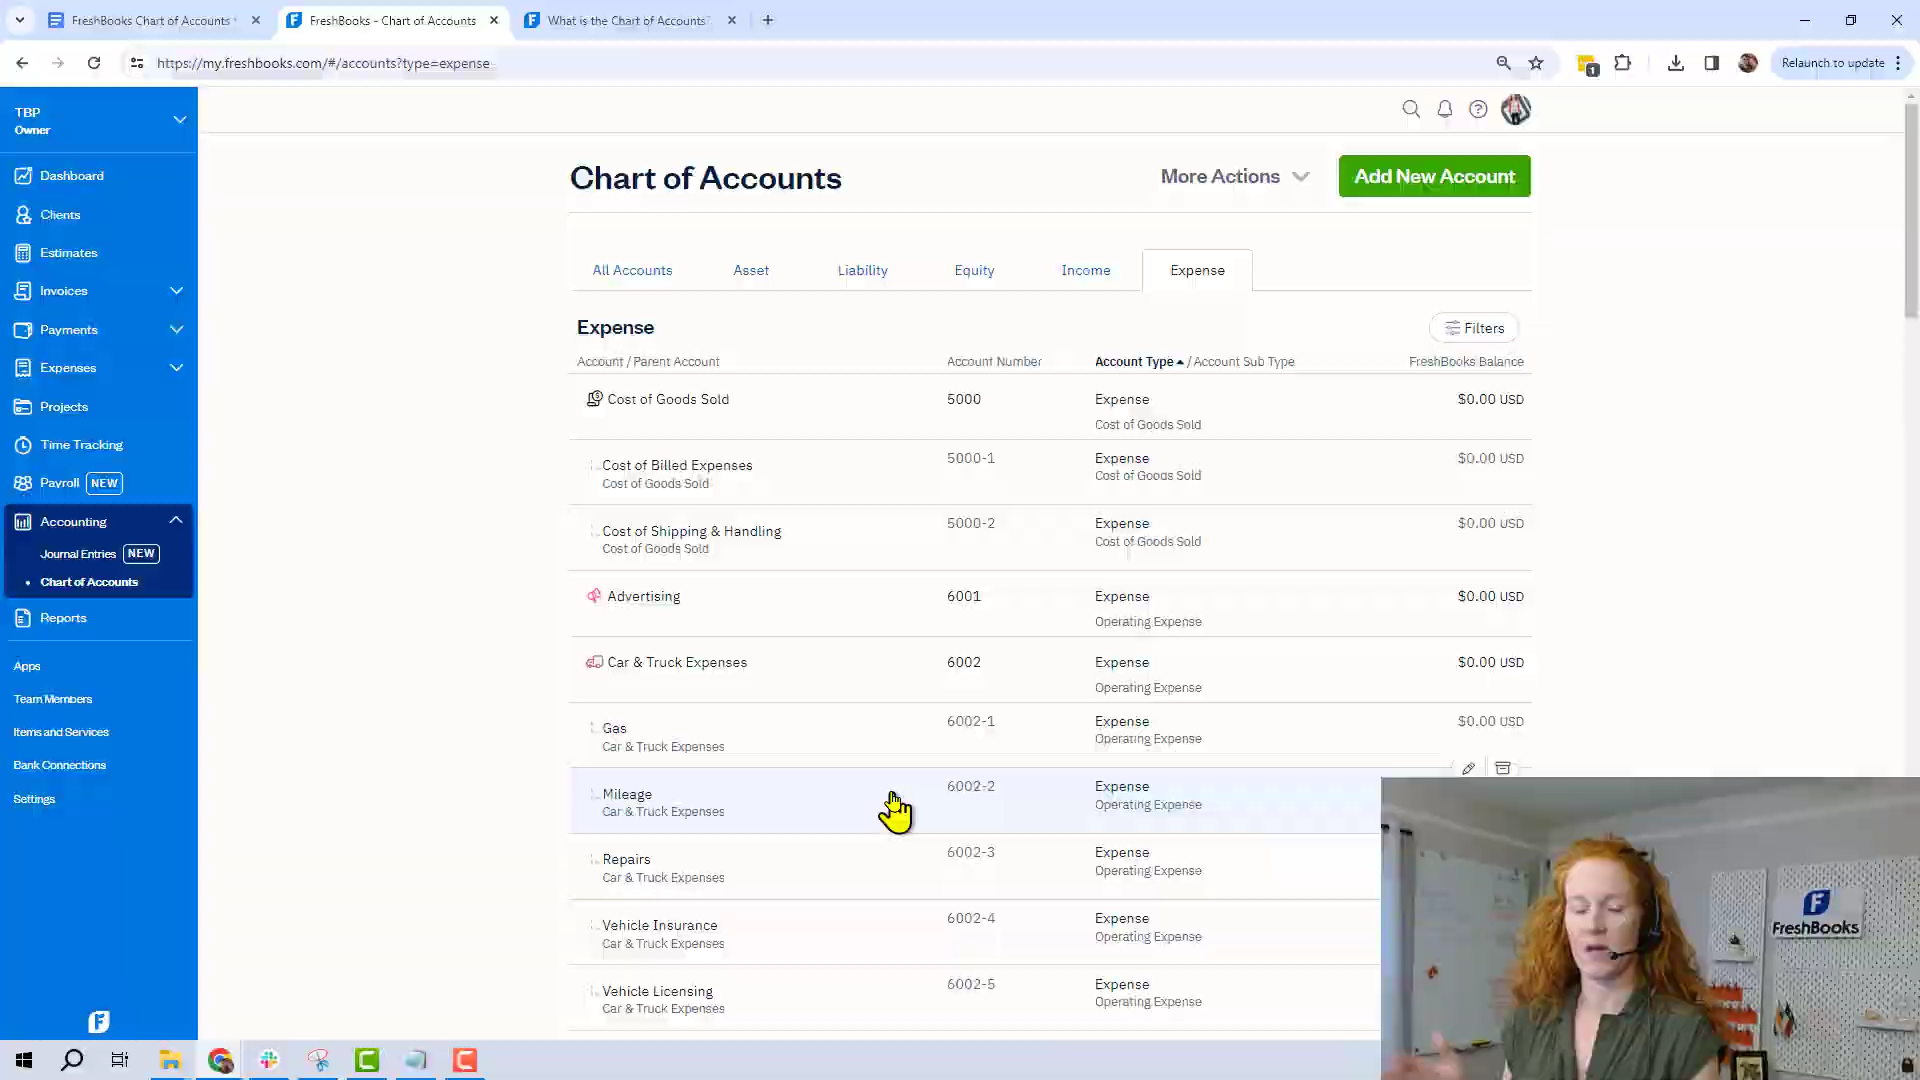 FreshBooks Chart of Accounts
FreshBooks - Chart of Accounts
What is the Chart of Accounts?
https://my.freshbooks.com/#/accounts?type=expense
1
Relaunch to update
TBP
Owner
Dashboard
Clients
Estimates
Invoices
Payments
Expenses
Projects
Time Tracking
Payroll NEW
Accounting
Journal Entries NEW
Chart of Accounts
Reports
Apps
Team Members
Items and Services
Bank Connections
Settings
Chart of Accounts
More Actions
Add New Account
All Accounts Asset Liability Equity Income Expense
Expense
Filters
Account / Parent Account Account Number Account Type / Account Sub Type FreshBooks Balance
Cost of Goods Sold 5000 Expense $0.00 USD
Cost of Goods Sold
Cost of Billed Expenses 5000-1 Expense $0.00 USD
Cost of Goods Sold Cost of Goods Sold
Cost of Shipping & Handling 5000-2 Expense $0.00 USD
Cost of Goods Sold Cost of Goods Sold
Advertising 6001 Expense $0.00 USD
Operating Expense
Car & Truck Expenses 6002 Expense $0.00 USD
Operating Expense
Gas 6002-1 Expense $0.00 USD
Car & Truck Expenses Operating Expense
Mileage 6002-2 Expense
Car & Truck Expenses Operating Expense
Repairs 6002-3 Expense
Car & Truck Expenses Operating Expense
Vehicle Insurance 6002-4 Expense
Car & Truck Expenses Operating Expense
Vehicle Licensing 6002-5 Expense
Car & Truck Expenses Operating Expense
F
FreshBooks